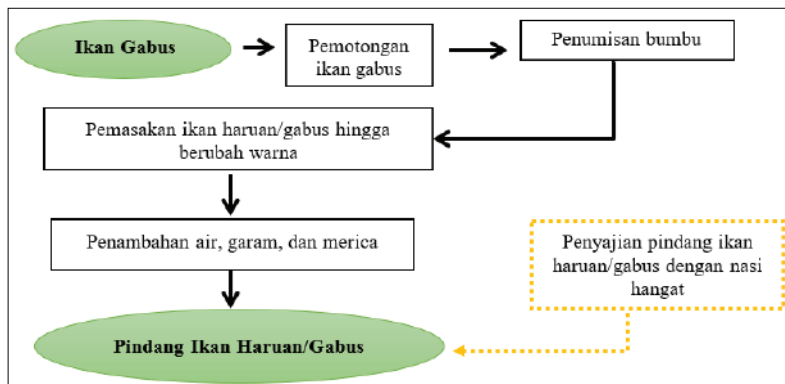 Ikan Gabus
Pemotongan
ikan gabus
Penumisan bumbu
Pemasakan ikan haruan/gabus hingga
berubah warna
Penambahan air, garam, dan merica
Penyajian pindang ikan
haruan/gabus dengan nasi
hangat
Pindang Ikan Haruan/Gabus